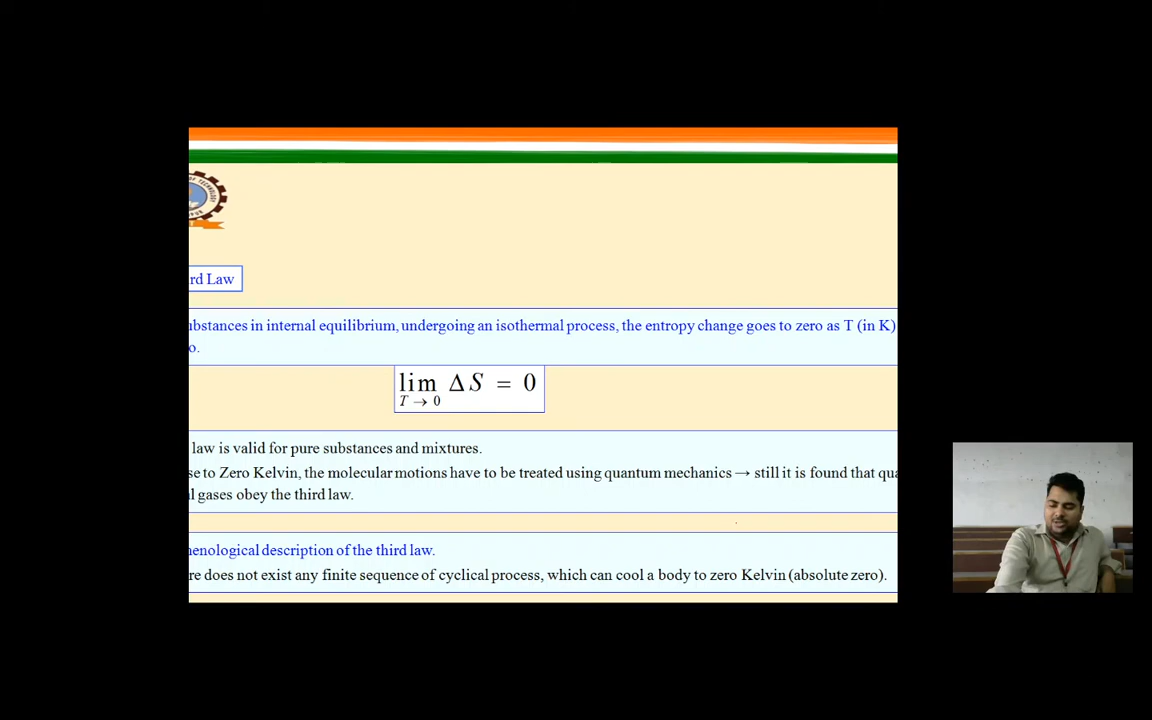 OF TECHNOLOGY
rd Law
ubstances in internal equilibrium, undergoing an isothermal process, the entropy change goes to zero as T (in K)
o.
lim ΔS = 0
T → 0
law is valid for pure substances and mixtures.
se to Zero Kelvin, the molecular motions have to be treated using quantum mechanics → still it is found that qua
l gases obey the third law.
enological description of the third law.
re does not exist any finite sequence of cyclical process, which can cool a body to zero Kelvin (absolute zero).